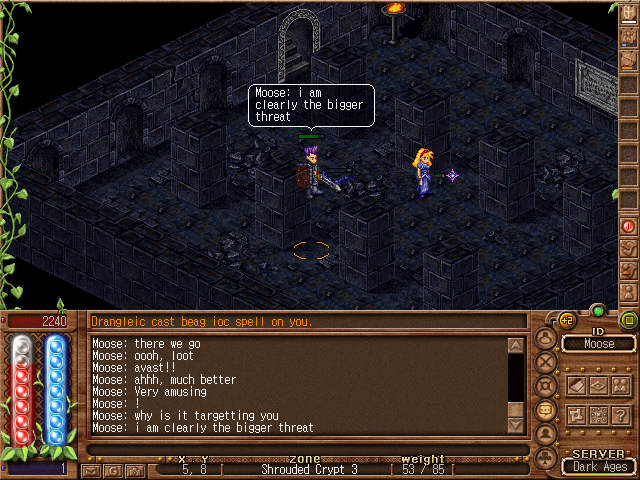 Moose: i am
clearly the bigger
threat
2240
Drangleic cast beag ioc spell on you.
Moose: there we go
Moose: oooh, loot
Moose: avast!!
Moose: ahhh, much better
Moose: Very amusing
Moose: !
Moose: why is it targetting you
Moose: i am clearly the bigger threat
+2
ID
Moose
?
x, y zone weight
1
G
5, 8 [ Shrouded Crypt 3 [ 53 / 85 [
SERVER
Dark Ages